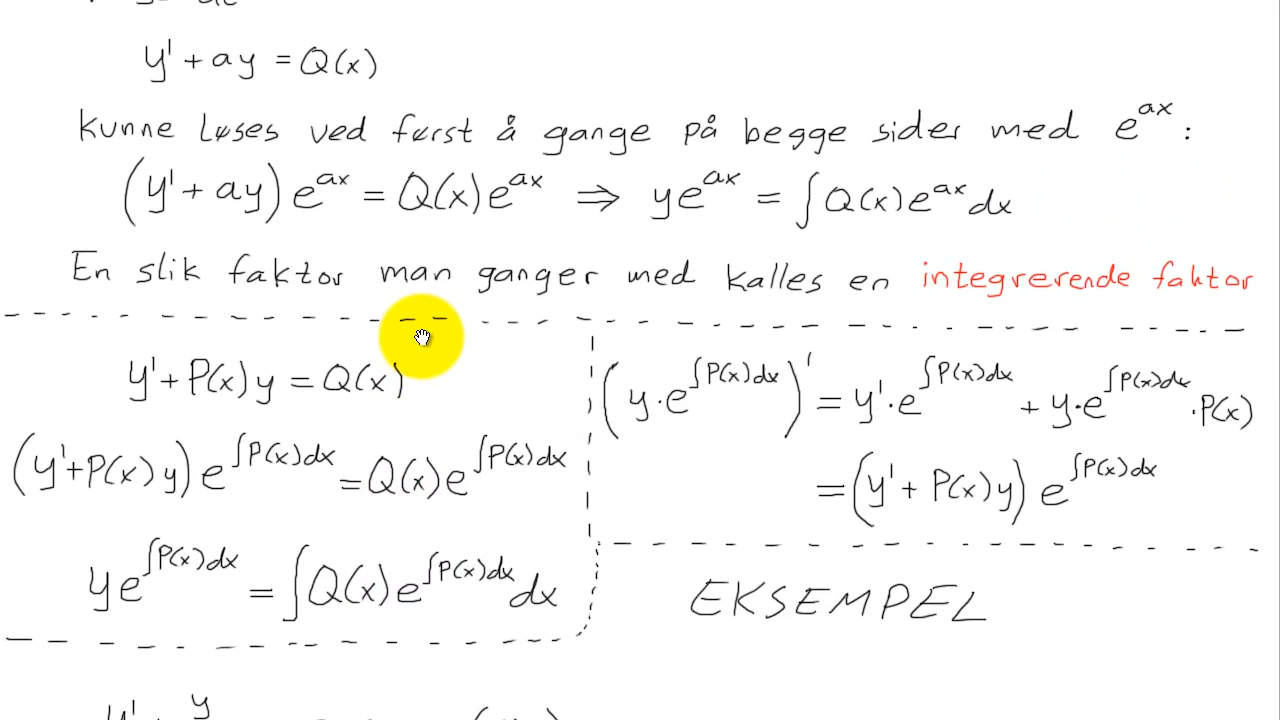 y' + ay = Q(x)
kunne løses ved først å gange på begge sider med e^{ax} :
(y' + ay) e^{ax} = Q(x)e^{ax} ⇒ ye^{ax} = ∫Q(x)e^{ax}dx
En slik faktor man ganger med kalles en integrerende faktor
y' + P(x)y = Q(x)
(y'+P(x)y) e^{∫P(x)dx} = Q(x)e^{∫P(x)dx}
ye^{∫P(x)dx} = ∫Q(x)e^{∫P(x)dx}dx
(y·e^{∫P(x)dx})' = y'·e^{∫P(x)dx} + y·e^{∫P(x)dx}·P(x)
= (y' + P(x)y) e^{∫P(x)dx}
EKSEMPEL